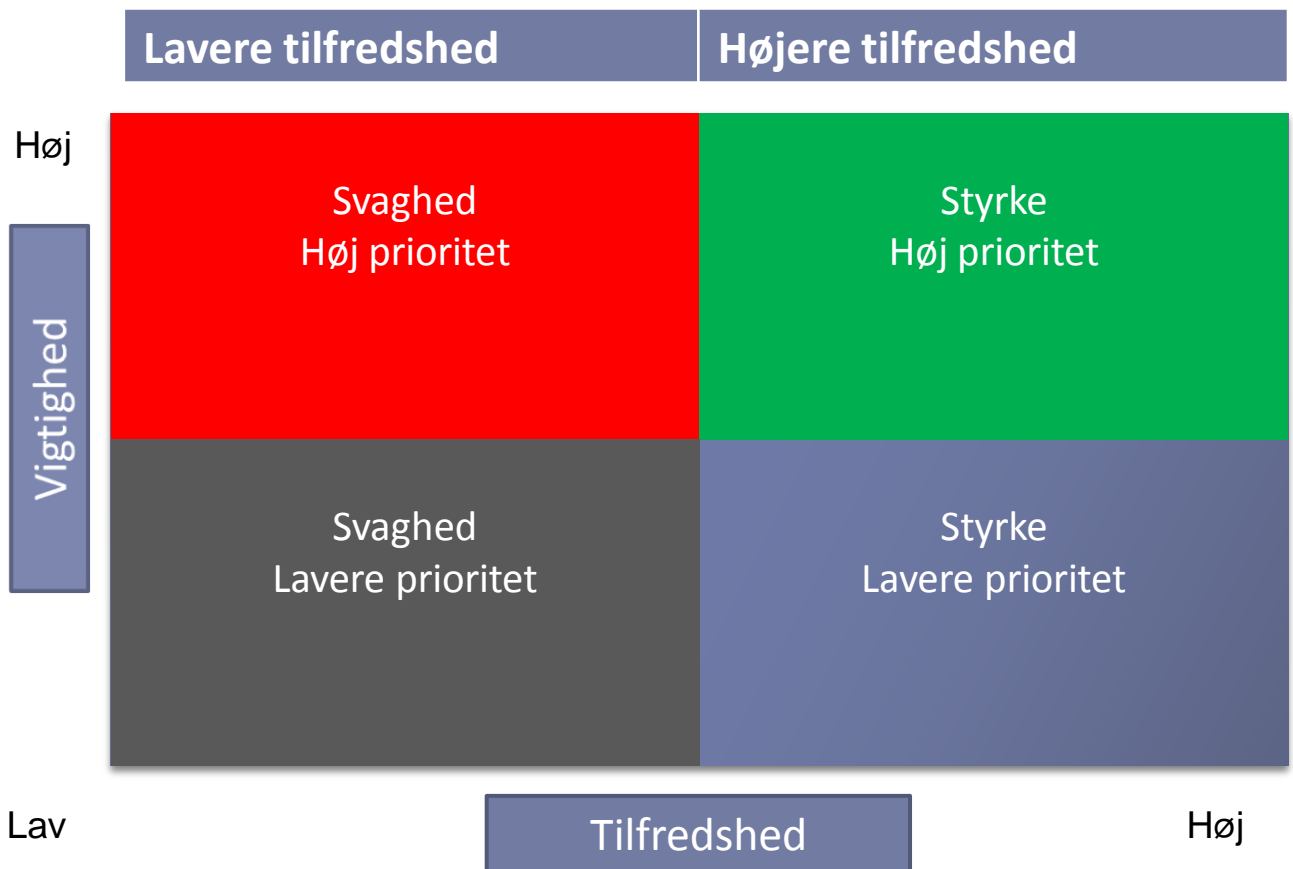 Lavere tilfredshed
Højere tilfredshed
Høj
Svaghed
Høj prioritet
Styrke
Høj prioritet
Vigtighed
Svaghed
Lavere prioritet
Styrke
Lavere prioritet
Lav
Tilfredshed
Høj